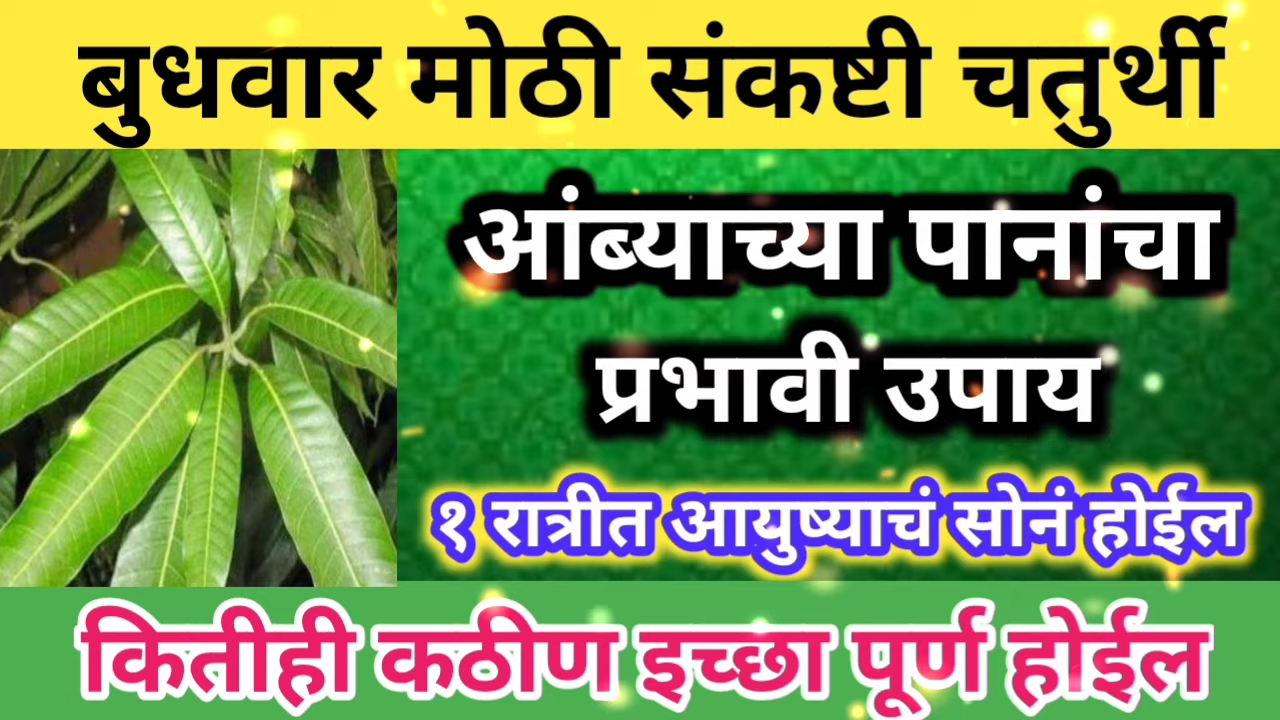 बुधवार मोठी संकष्टी चतुर्थी
आंब्याच्या पानांचा
प्रभावी उपाय
१ रात्रीत आयुष्याचं सोनं होईल
कितीही कठीण इच्छा पूर्ण होईल